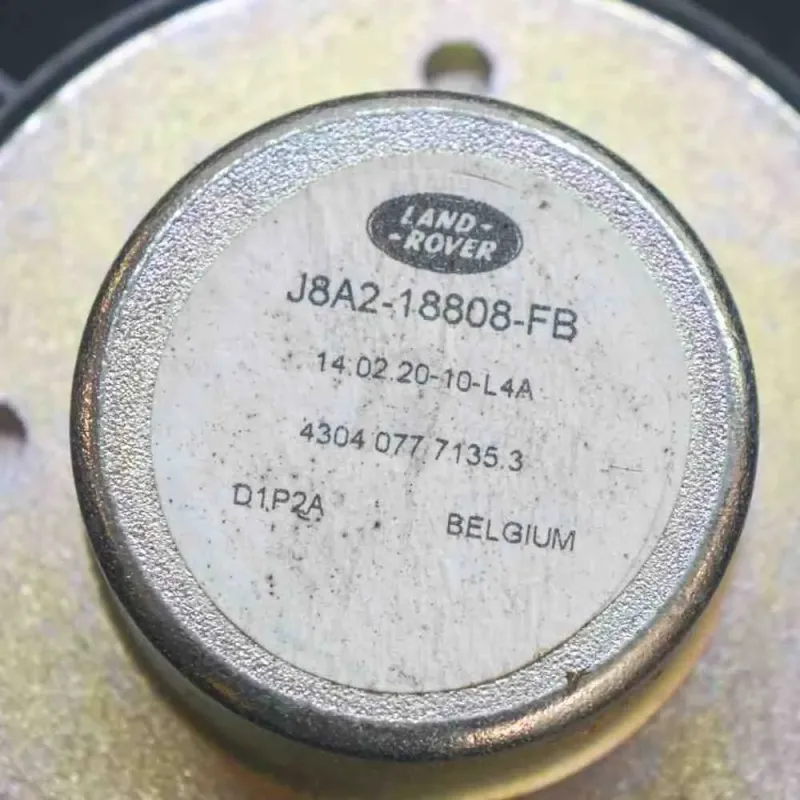 LAND-
-ROVER
J8A2-18808-FB
14.02.20-10-L4A
4304 077 7135.3
D1P2A BELGIUM